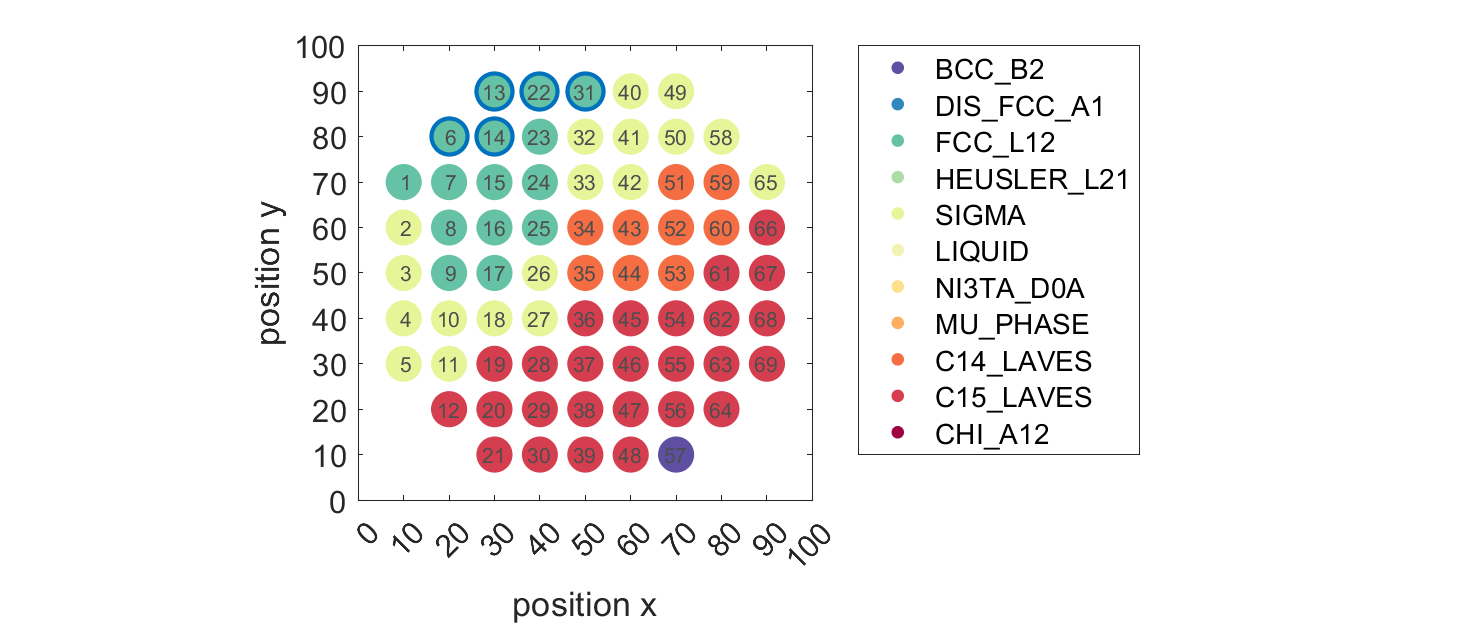 100
90 13 22 31 40 49
80 6 14 23 32 41 50 58
70 1 7 15 24 33 42 51 59 65
60 2 8 16 25 34 43 52 60 66
50 3 9 17 26 35 44 53 61 67
40 4 10 18 27 36 45 54 62 68
30 5 11 19 28 37 46 55 63 69
20 12 20 29 38 47 56 64
10 21 30 39 48 57
0
position y
0 10 20 30 40 50 60 70 80 90 100
position x
BCC_B2
DIS_FCC_A1
FCC_L12
HEUSLER_L21
SIGMA
LIQUID
NI3TA_D0A
MU_PHASE
C14_LAVES
C15_LAVES
CHI_A12